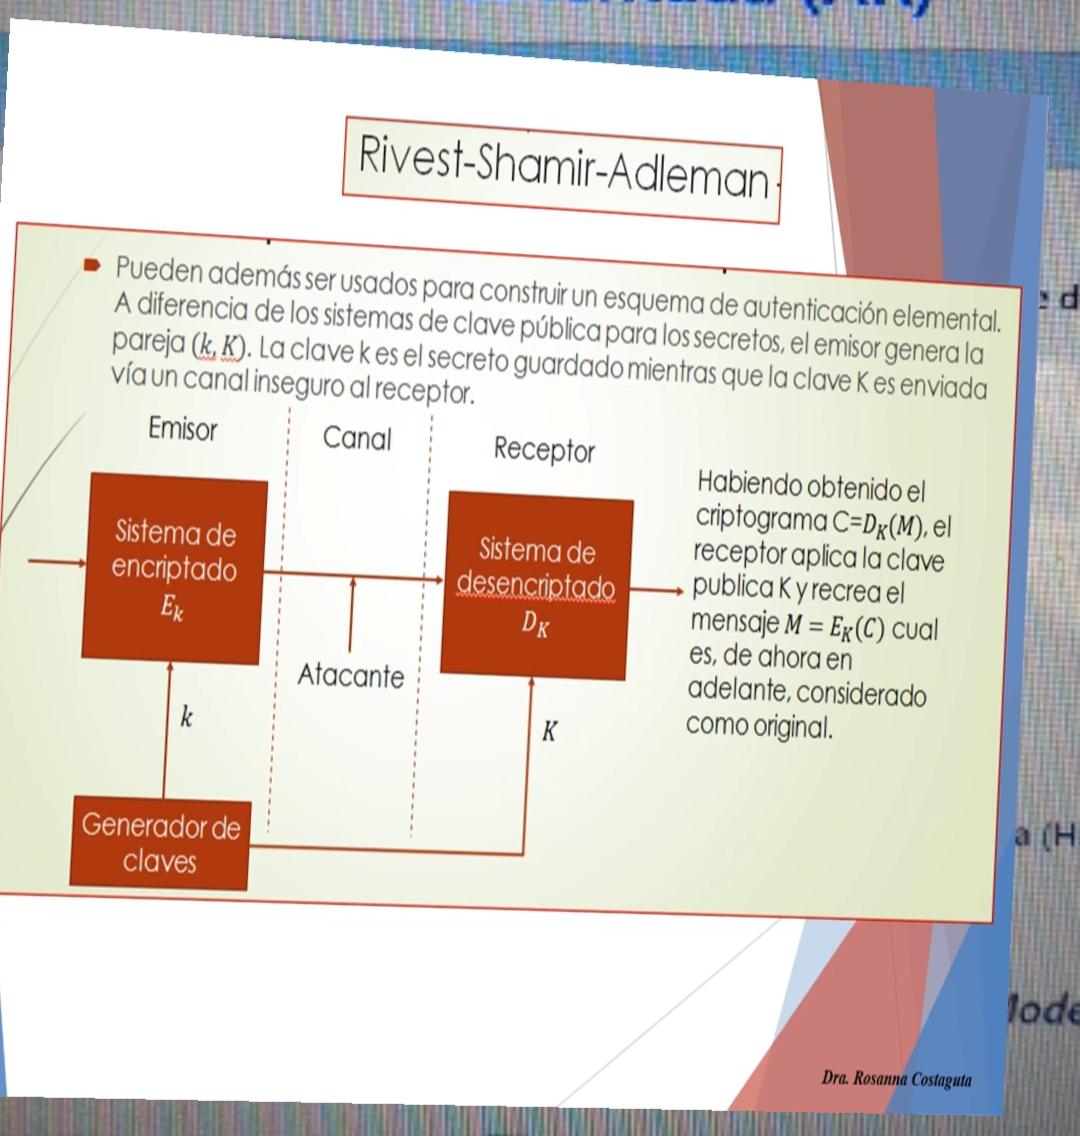 Rivest-Shamir-Adleman
Pueden además ser usados para construir un esquema de autenticación elemental.
A diferencia de los sistemas de clave pública para los secretos, el emisor genera la
pareja (k, K). La clave k es el secreto guardado mientras que la clave K es enviada
vía un canal inseguro al receptor.
Emisor
Canal
Receptor
Sistema de
encriptado
E_k
Sistema de
desencriptado
D_K
Habiendo obtenido el
criptograma C=D_K(M), el
receptor aplica la clave
publica K y recrea el
mensaje M = E_K(C) cual
es, de ahora en
adelante, considerado
como original.
Atacante
k
K
Generador de
claves
Dra. Rosanna Costaguta